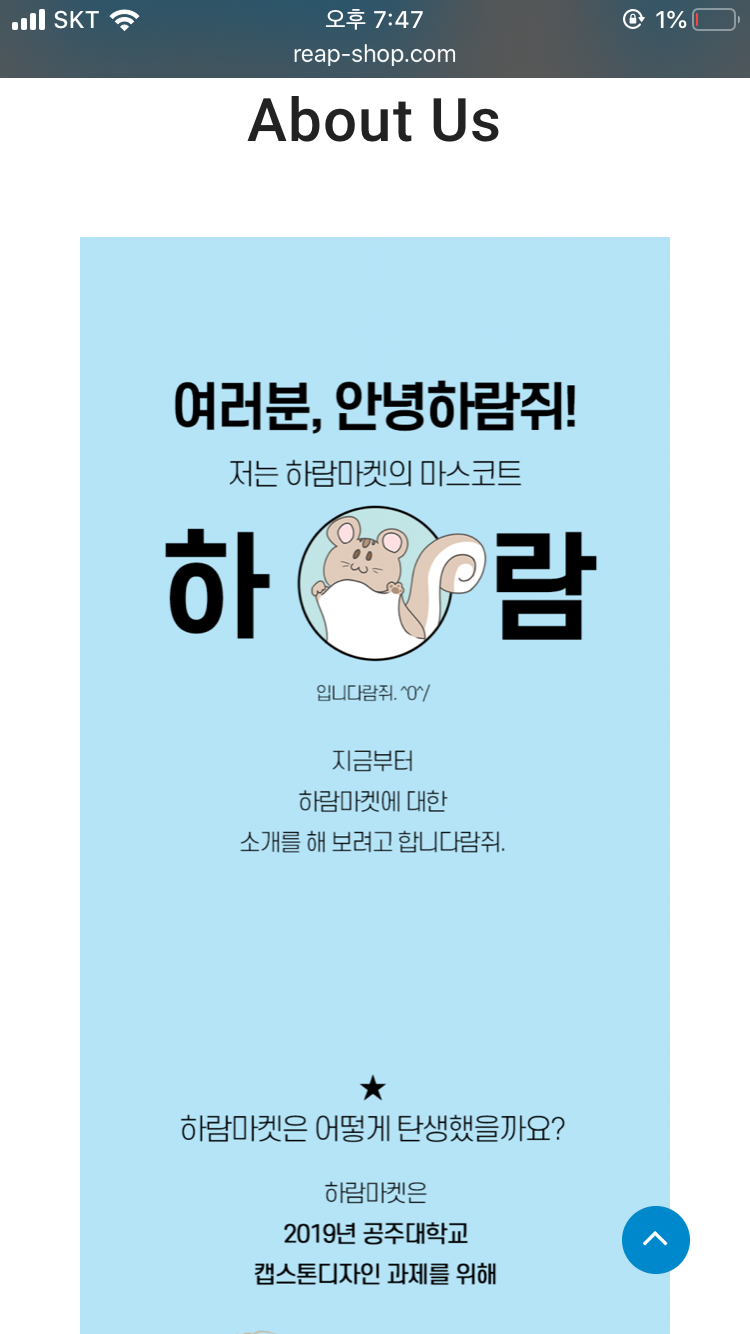 SKT 오후 7:47 1%
reap-shop.com
About Us
여러분, 안녕하람쥐!
저는 하람마켓의 마스코트
하 람
입니다람쥐. ^0^/
지금부터
하람마켓에 대한
소개를 해 보려고 합니다람쥐.
★
하람마켓은 어떻게 탄생했을까요?
하람마켓은
2019년 공주대학교
캡스톤디자인 과제를 위해